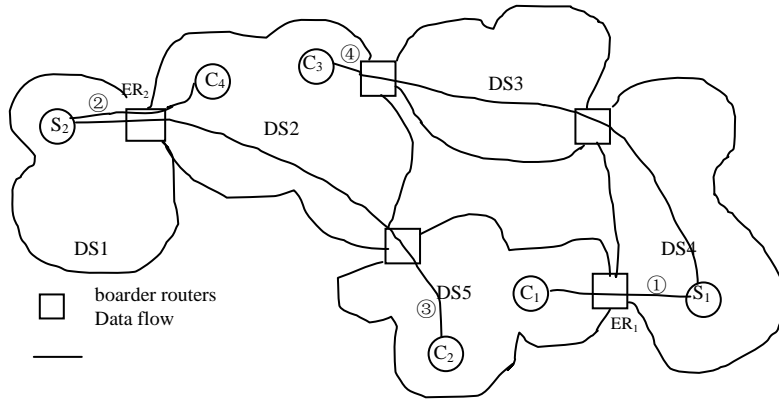 ④
C3
DS3
ER2
C4
②
S2
DS2
DS1
DS4
DS5
C1
①
S1
③
ER1
C2
boarder routers
Data flow